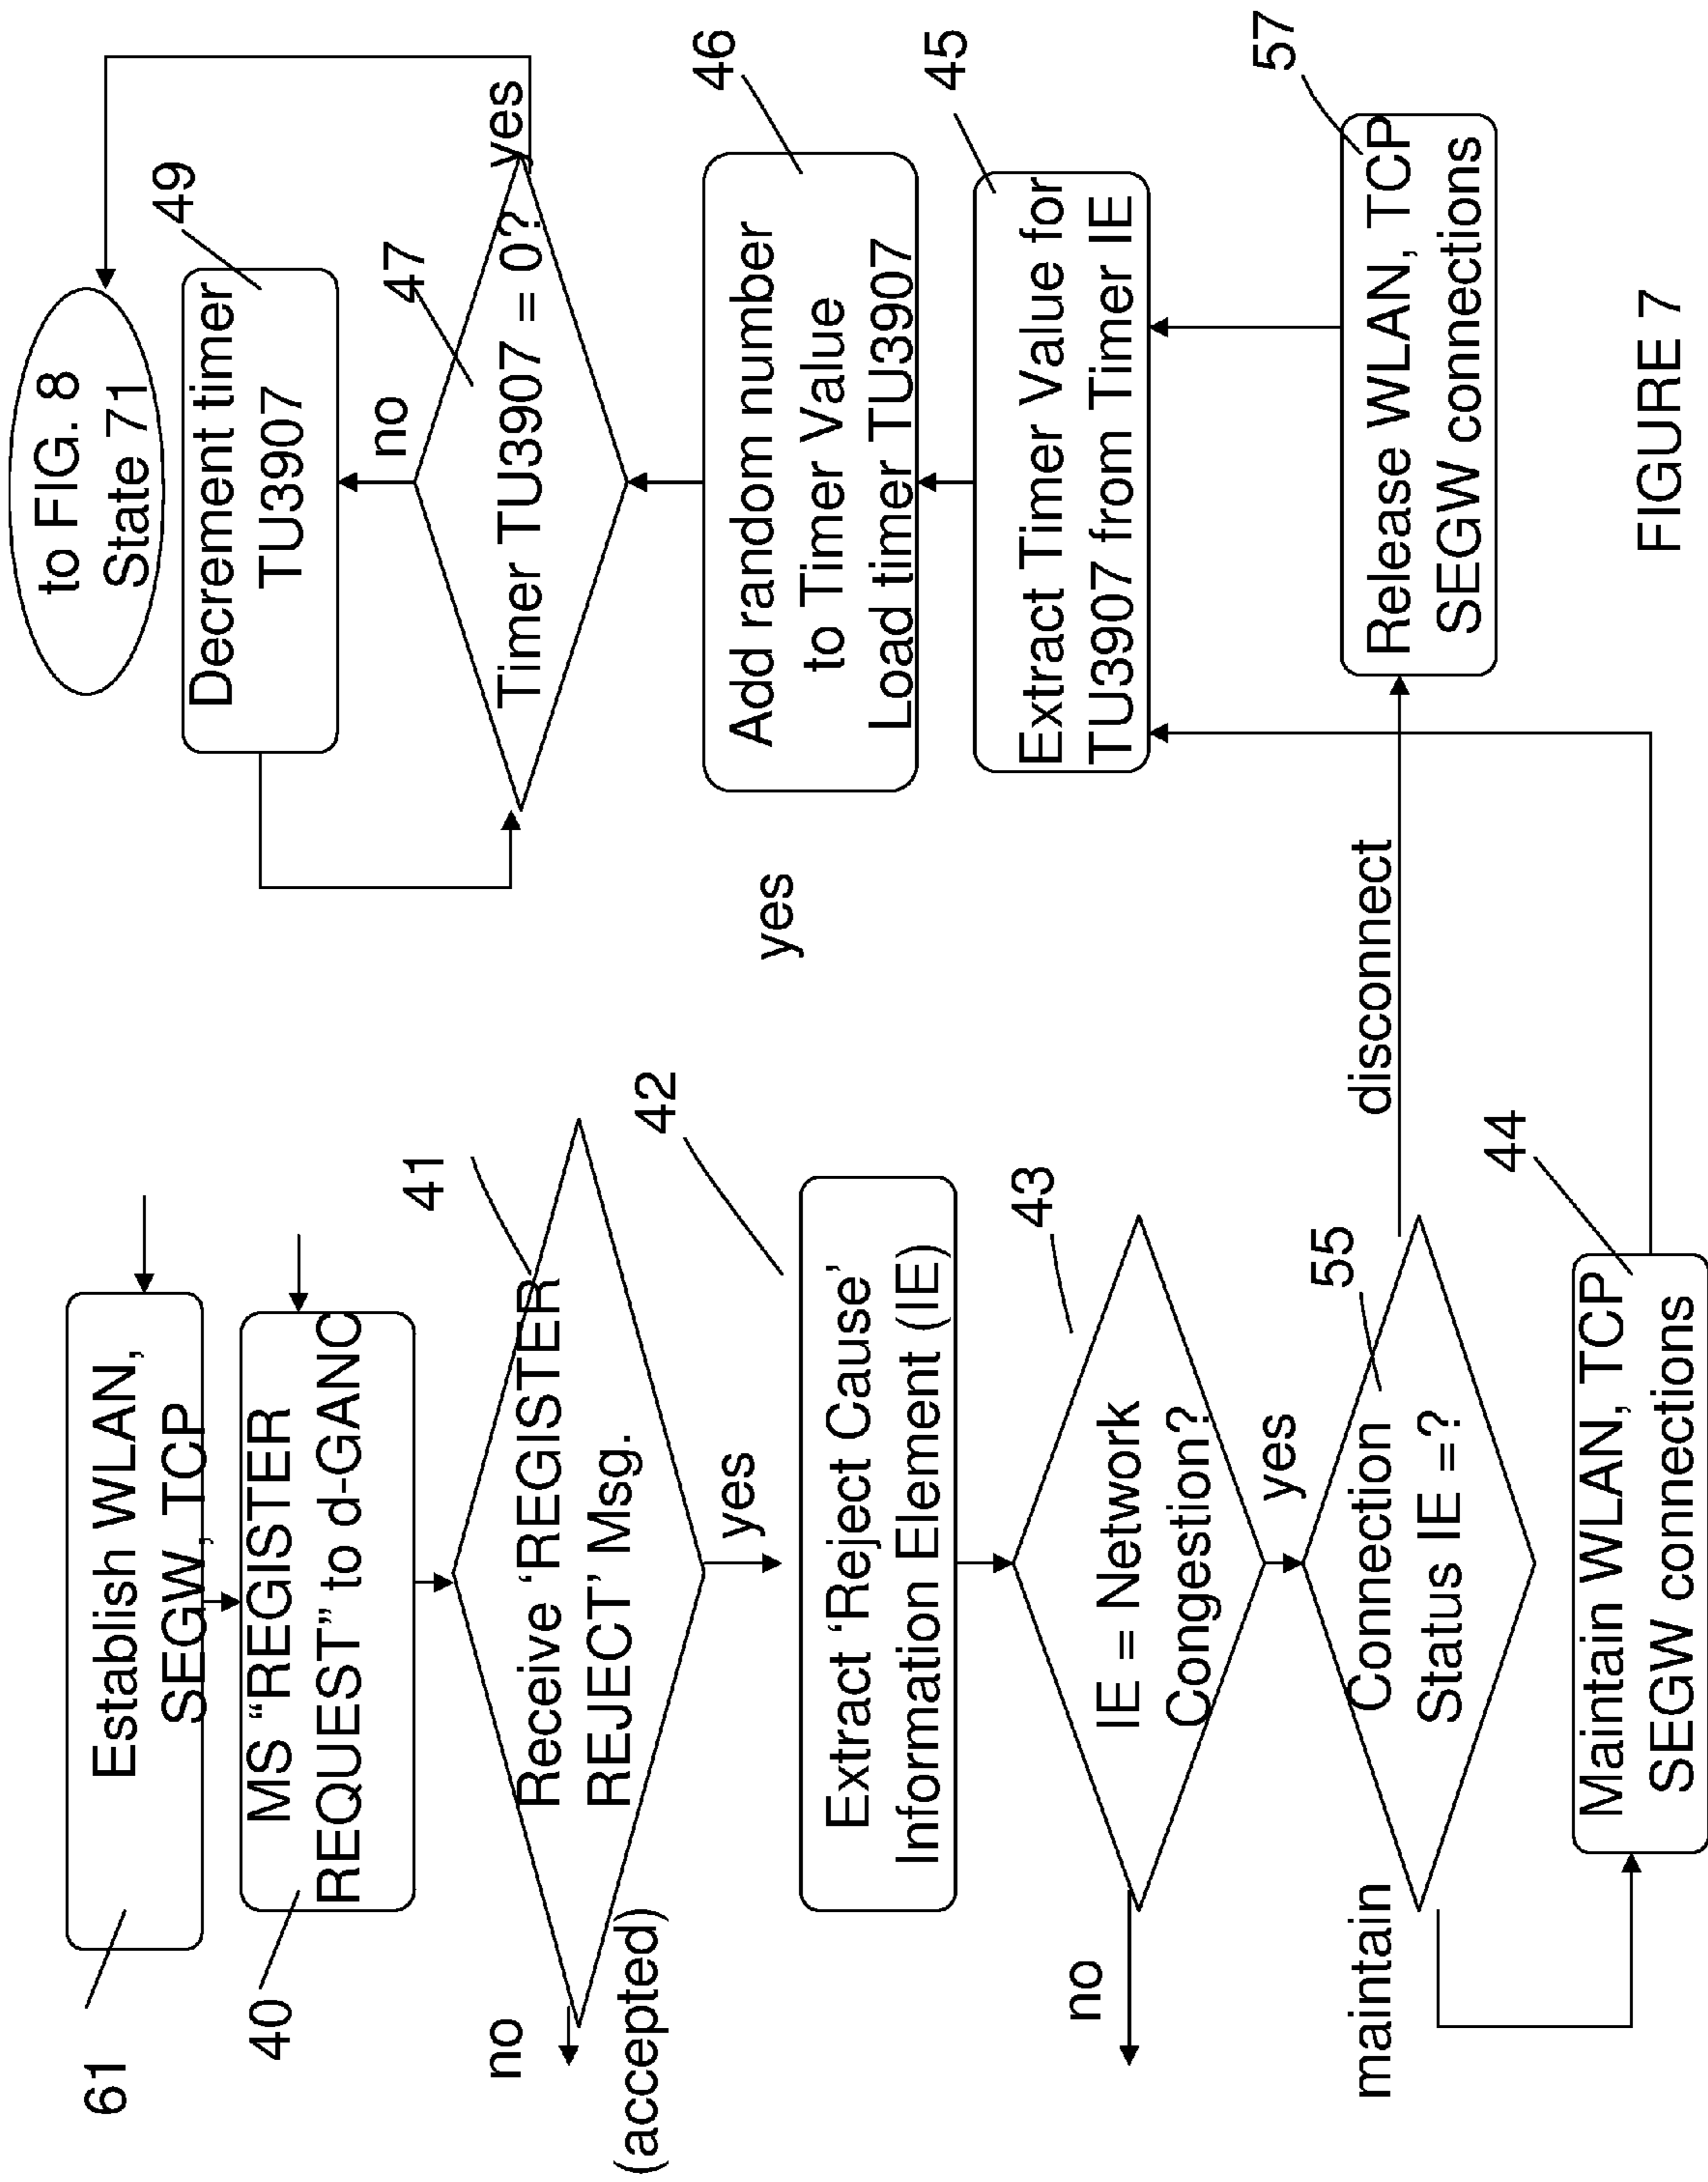 61
Establish WLAN,
SEGW, TCP
40
MS “REGISTER
REQUEST” to d-GANC
41
Receive ‘REGISTER
REJECT’ Msg.
no
(accepted)
yes
42
Extract ‘Reject Cause’
Information Element (IE)
43
IE = Network
Congestion?
no
yes
55
Connection
Status IE =?
maintain
disconnect
44
Maintain WLAN, TCP
SEGW connections
to FIG. 8
State 71
49
Decrement timer
TU3907
no
47
Timer TU3907 = 0?
yes
46
Add random number
to Timer Value
Load timer TU3907
yes
45
Extract Timer Value for
TU3907 from Timer IE
57
Release WLAN, TCP
SEGW connections
FIGURE 7